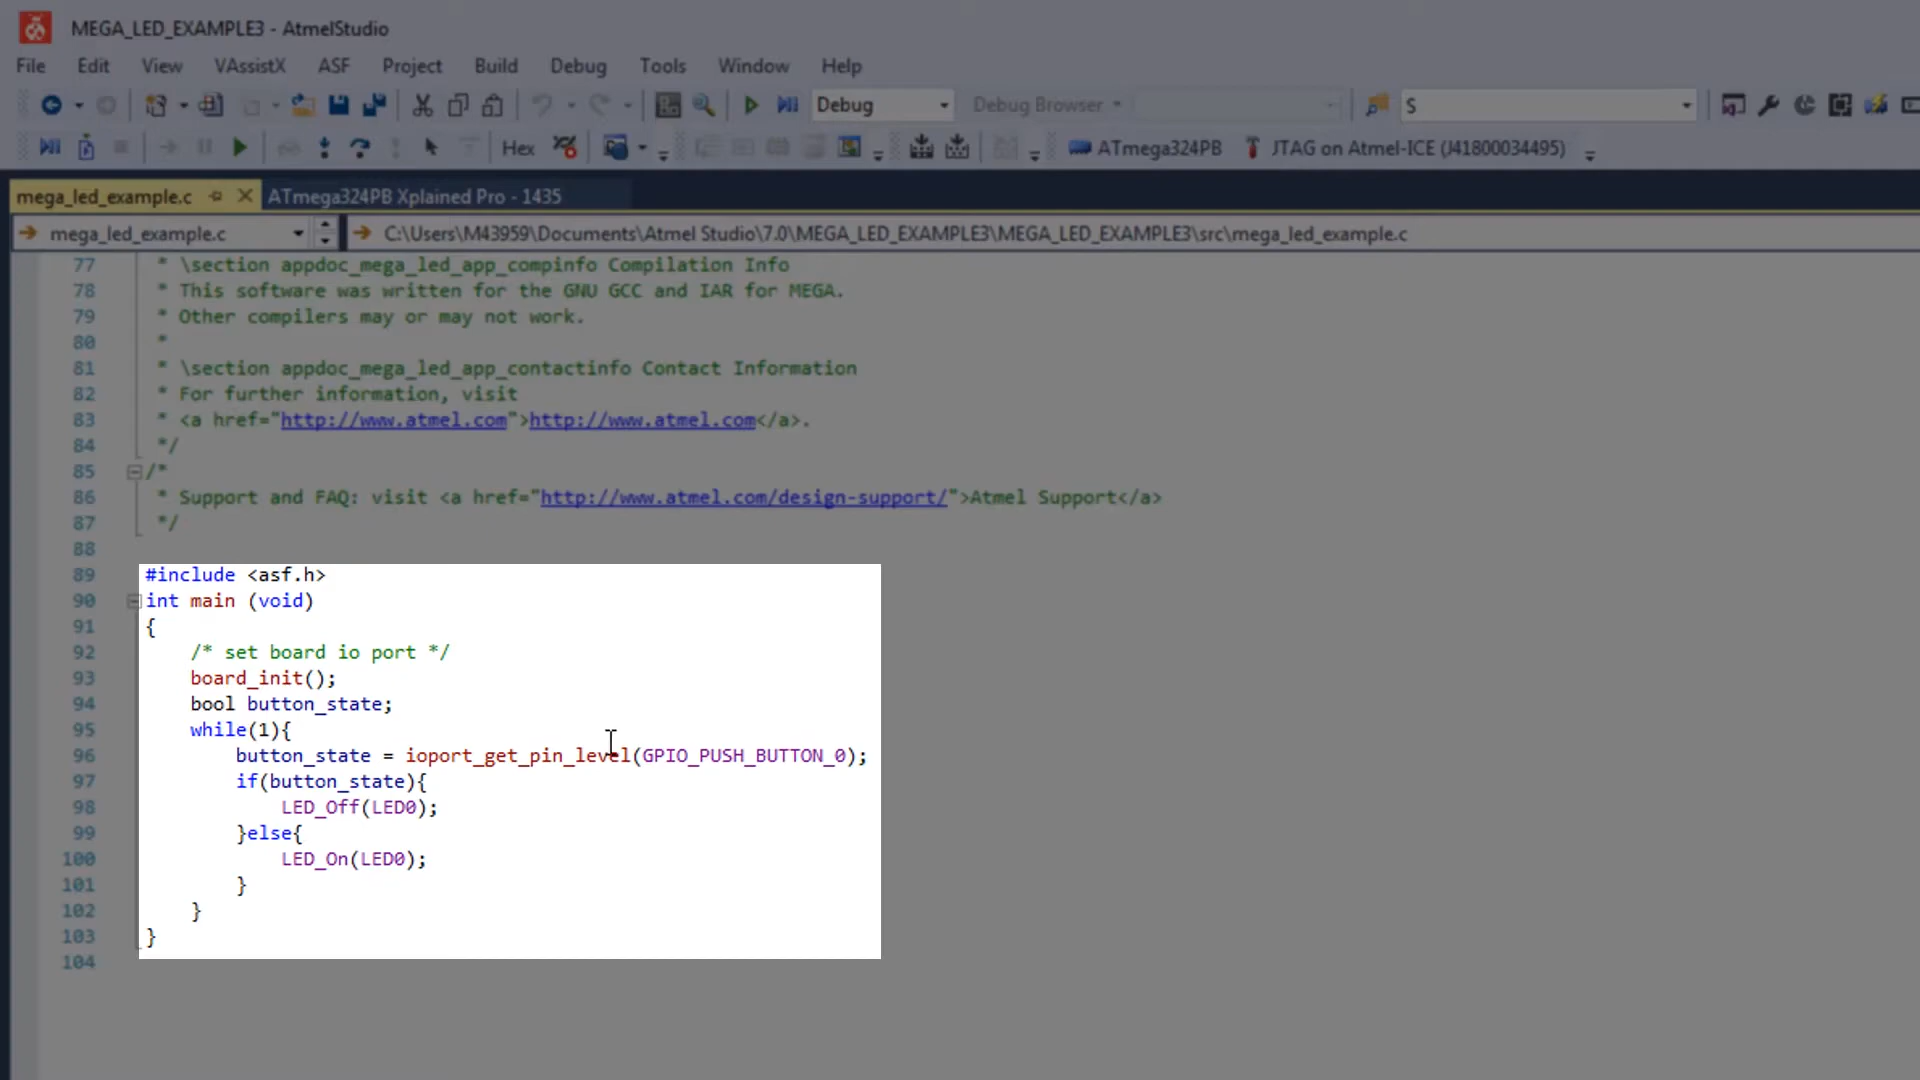 MEGA_LED_EXAMPLE3 - AtmelStudio
File Edit View VAssistX ASF Project Build Debug Tools Window Help
Debug Debug Browser S
Hex ATmega324PB JTAG on Atmel-ICE (J41800034495)
mega_led_example.c ATmega324PB Xplained Pro - 1435
mega_led_example.c C:\Users\M43959\Documents\Atmel Studio\7.0\MEGA_LED_EXAMPLE3\MEGA_LED_EXAMPLE3\src\mega_led_example.c
77 * \section appdoc_mega_led_app_compinfo Compilation Info
78 * This software was written for the GNU GCC and IAR for MEGA.
79 * Other compilers may or may not work.
80 *
81 * \section appdoc_mega_led_app_contactinfo Contact Information
82 * For further information, visit
83 * <a href="http://www.atmel.com">http://www.atmel.com</a>.
84 */
85 /*
86 * Support and FAQ: visit <a href="http://www.atmel.com/design-support/">Atmel Support</a>
87 */
88
89 #include <asf.h>
90 int main (void)
91 {
92 /* set board io port */
93 board_init();
94 bool button_state;
95 while(1){
96 button_state = ioport_get_pin_level(GPIO_PUSH_BUTTON_0);
97 if(button_state){
98 LED_Off(LED0);
99 }else{
100 LED_On(LED0);
101 }
102 }
103 }
104